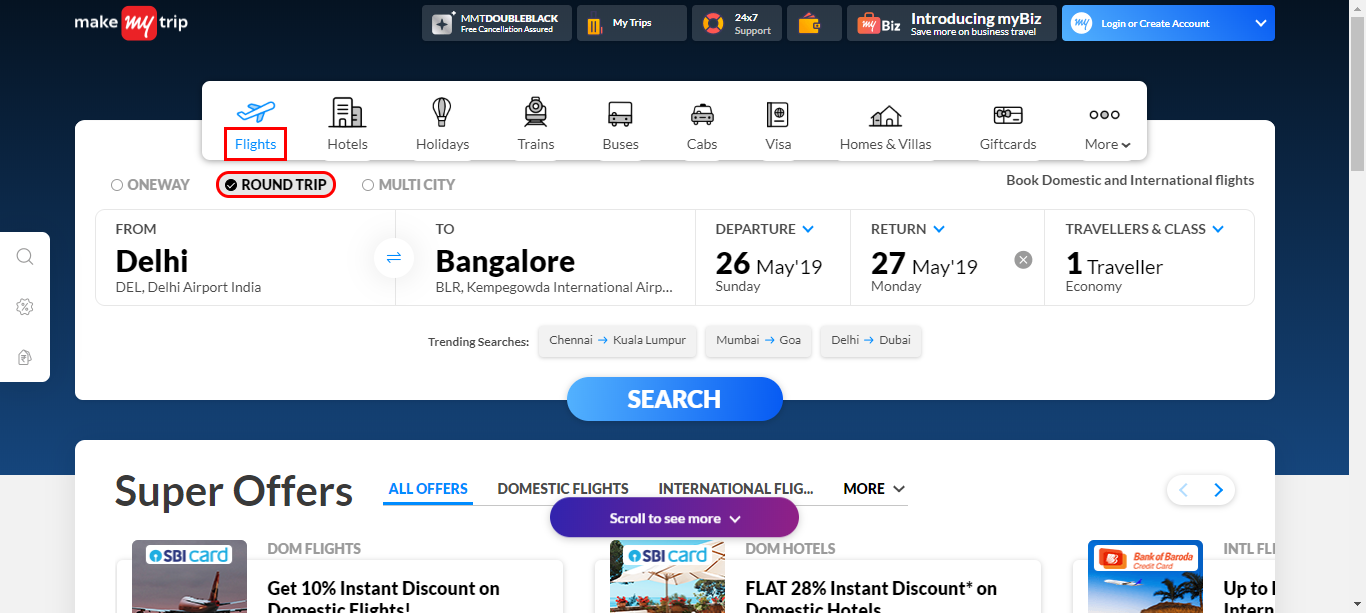 make my trip
MMTDOUBLEBLACK
Free Cancellation Assured
My Trips
24x7
Support
my Biz
Introducing myBiz
Save more on business travel
my
Login or Create Account
Flights
Hotels
Holidays
Trains
Buses
Cabs
Visa
Homes & Villas
Giftcards
More
ONEWAY
ROUND TRIP
MULTI CITY
Book Domestic and International flights
FROM
Delhi
DEL, Delhi Airport India
TO
Bangalore
BLR, Kempegowda International Airp...
DEPARTURE
26 May'19
Sunday
RETURN
27 May'19
Monday
TRAVELLERS & CLASS
1 Traveller
Economy
Trending Searches:
Chennai → Kuala Lumpur
Mumbai → Goa
Delhi → Dubai
SEARCH
Super Offers
ALL OFFERS
DOMESTIC FLIGHTS
INTERNATIONAL FLIG...
MORE
Scroll to see more
SBI card
DOM FLIGHTS
Get 10% Instant Discount on
Domestic Flights!
SBI card
DOM HOTELS
FLAT 28% Instant Discount* on
Domestic Hotels
Bank of Baroda
Credit Card
INTL FLI
Up to
Intern